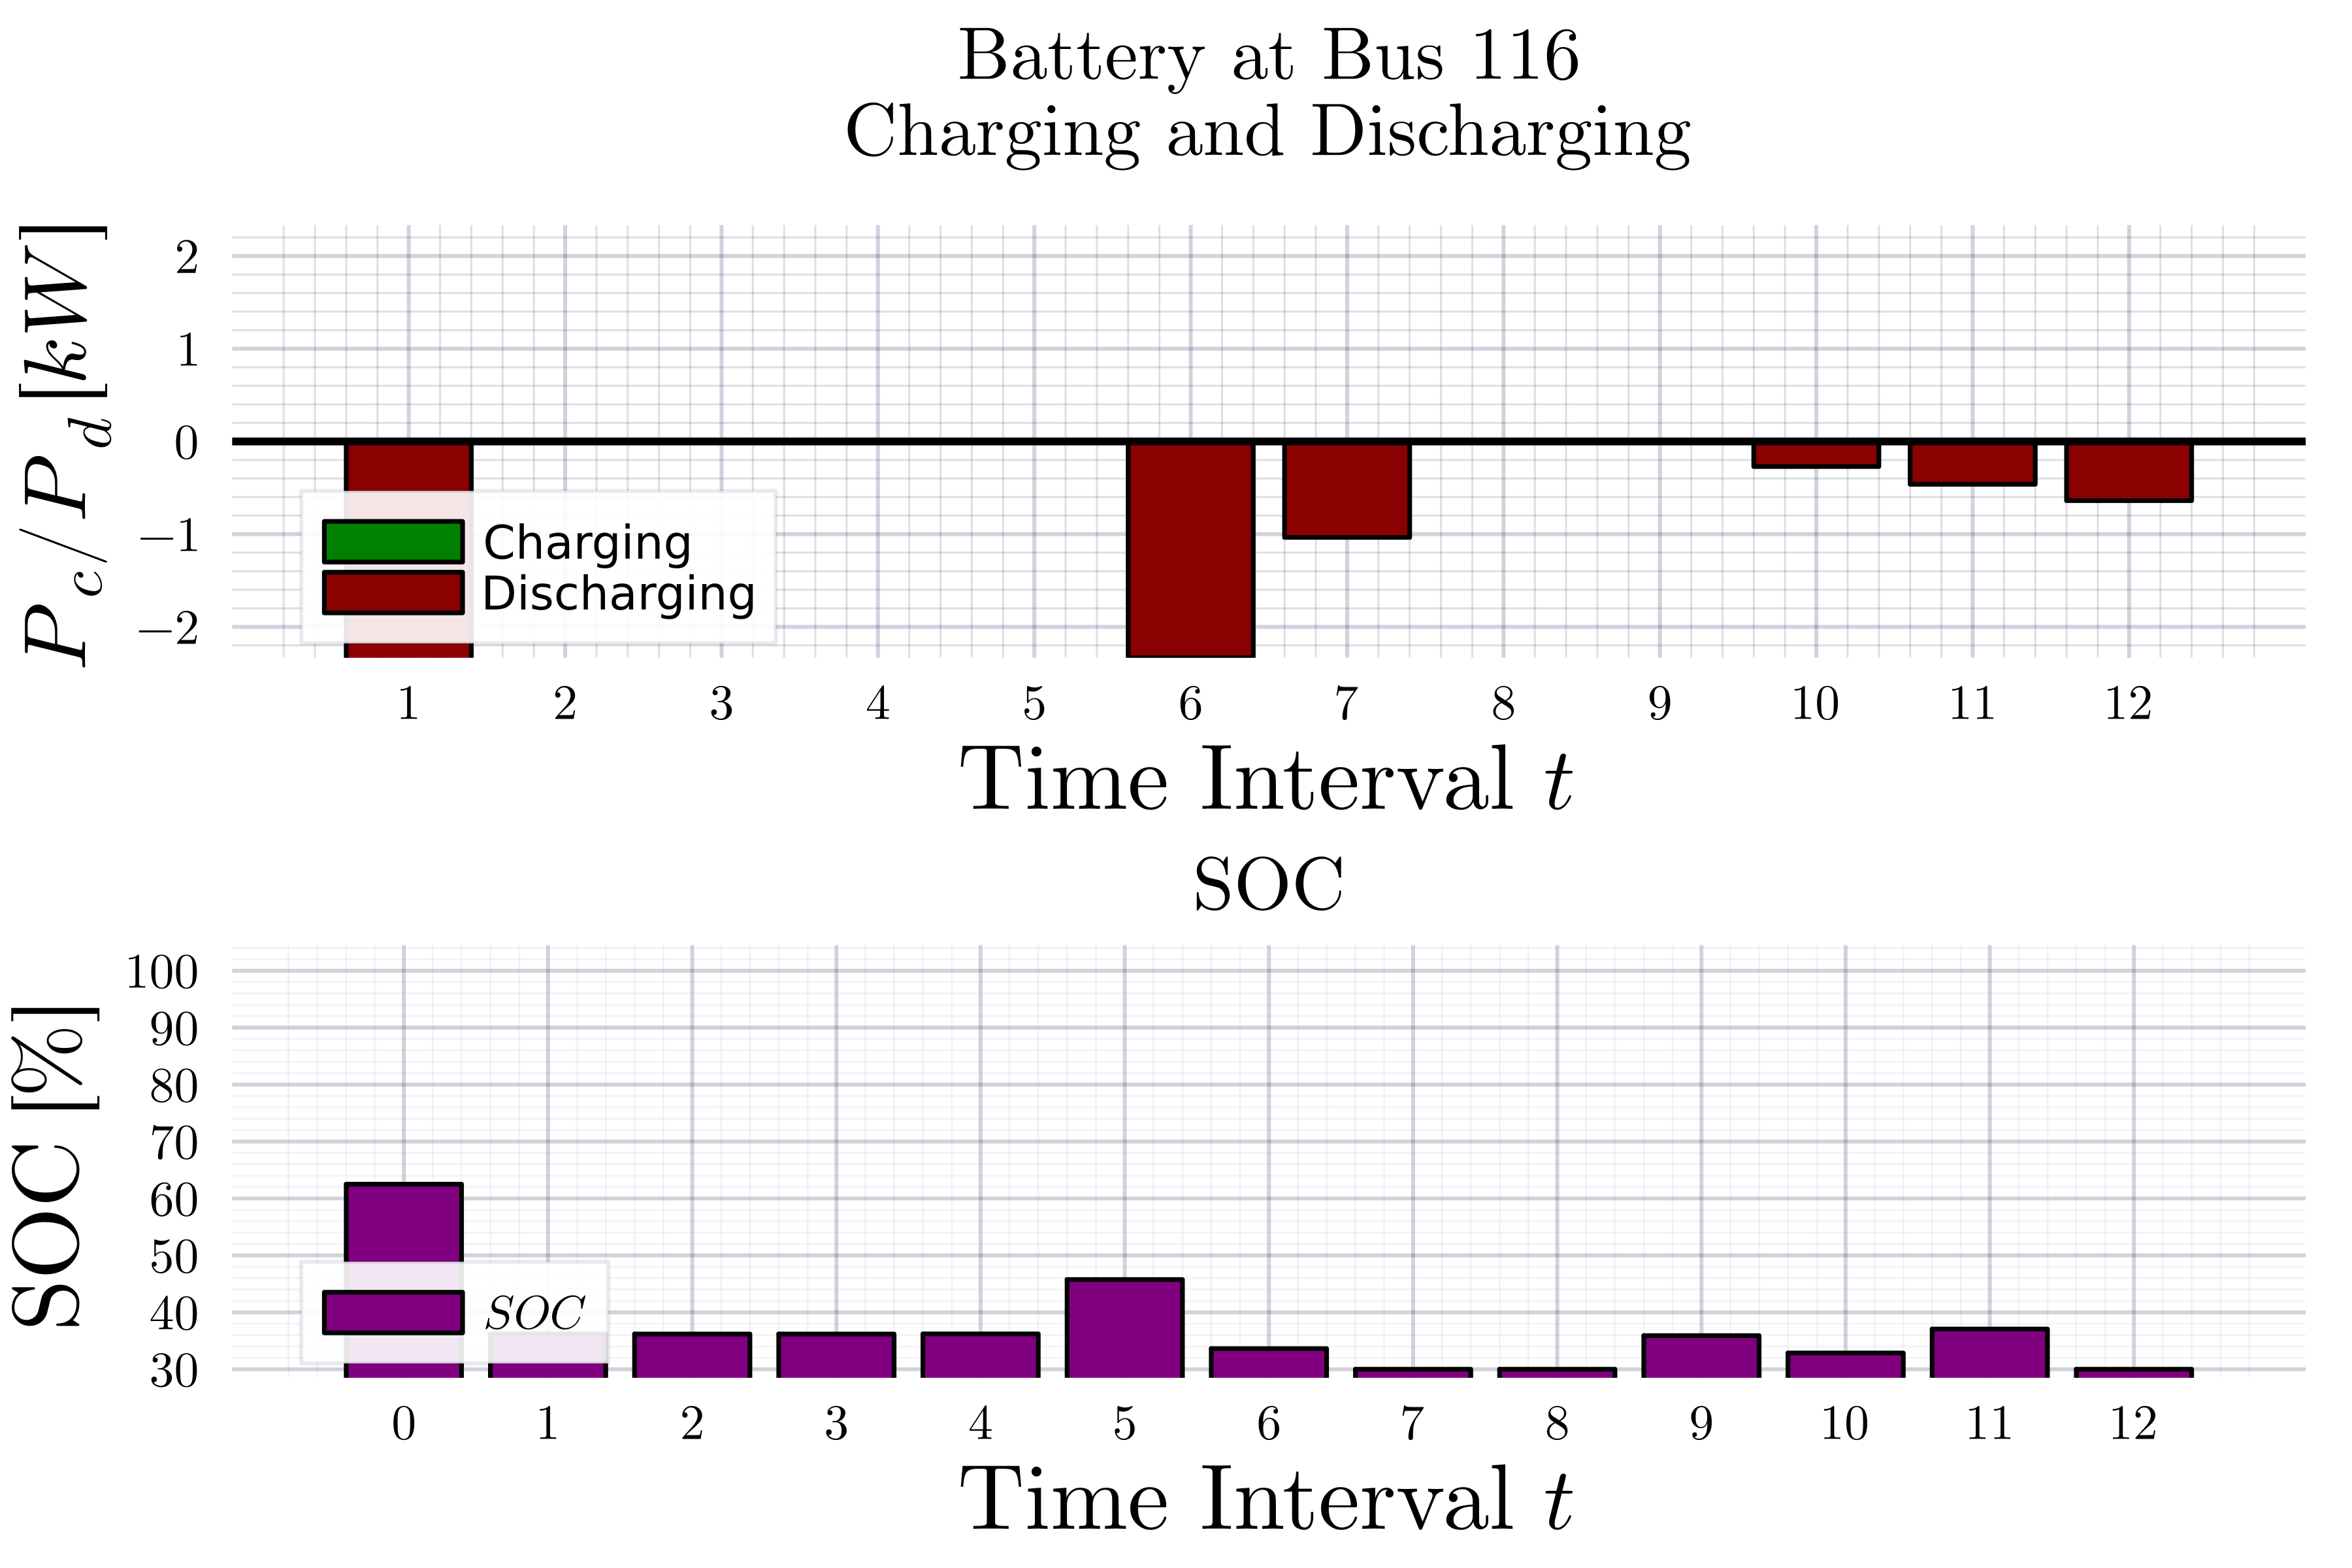 Battery at Bus 116
Charging and Discharging
P_c/P_d [kW]
2
1
0
−1
−2
Charging
Discharging
1 2 3 4 5 6 7 8 9 10 11 12
Time Interval t
SOC
SOC [%]
100
90
80
70
60
50
40
30
SOC
0 1 2 3 4 5 6 7 8 9 10 11 12
Time Interval t